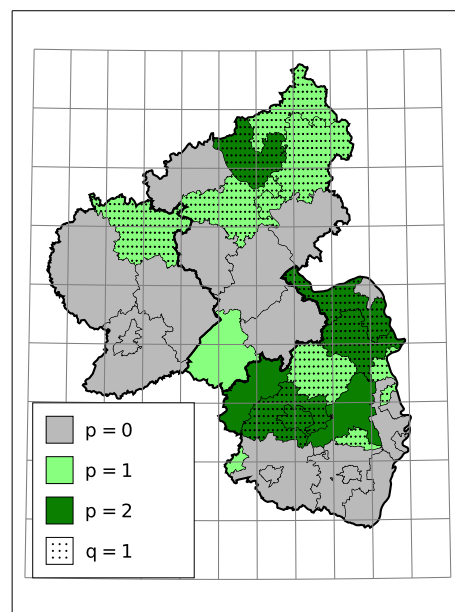 p = 0
p = 1
p = 2
q = 1